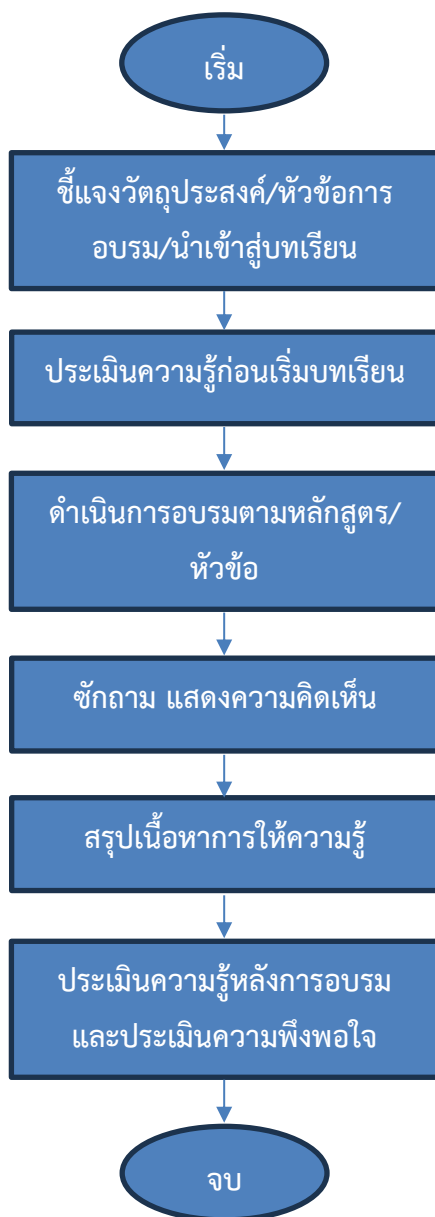 เริ่ม
ชี้แจงวัตถุประสงค์/หัวข้อการ
อบรม/นำเข้าสู่บทเรียน
ประเมินความรู้ก่อนเริ่มบทเรียน
ดำเนินการอบรมตามหลักสูตร/
หัวข้อ
ซักถาม แสดงความคิดเห็น
สรุปเนื้อหาการให้ความรู้
ประเมินความรู้หลังการอบรม
และประเมินความพึงพอใจ
จบ